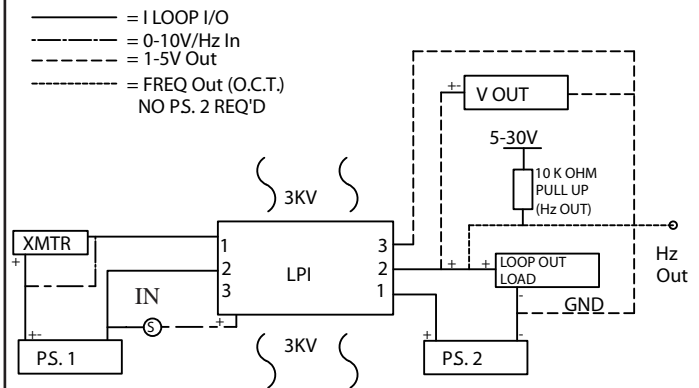 = I LOOP I/O
= 0-10V/Hz In
= 1-5V Out
= FREQ Out (O.C.T.)
NO PS. 2 REQ'D
+-
V OUT
5-30V
10 K OHM
PULL UP
(Hz OUT)
3KV
XMTR
+
1
2
3
LPI
3
2
1
+
+
LOOP OUT
LOAD
Hz
Out
IN
S
+
-
GND
+-
PS. 1
3KV
+
-
PS. 2